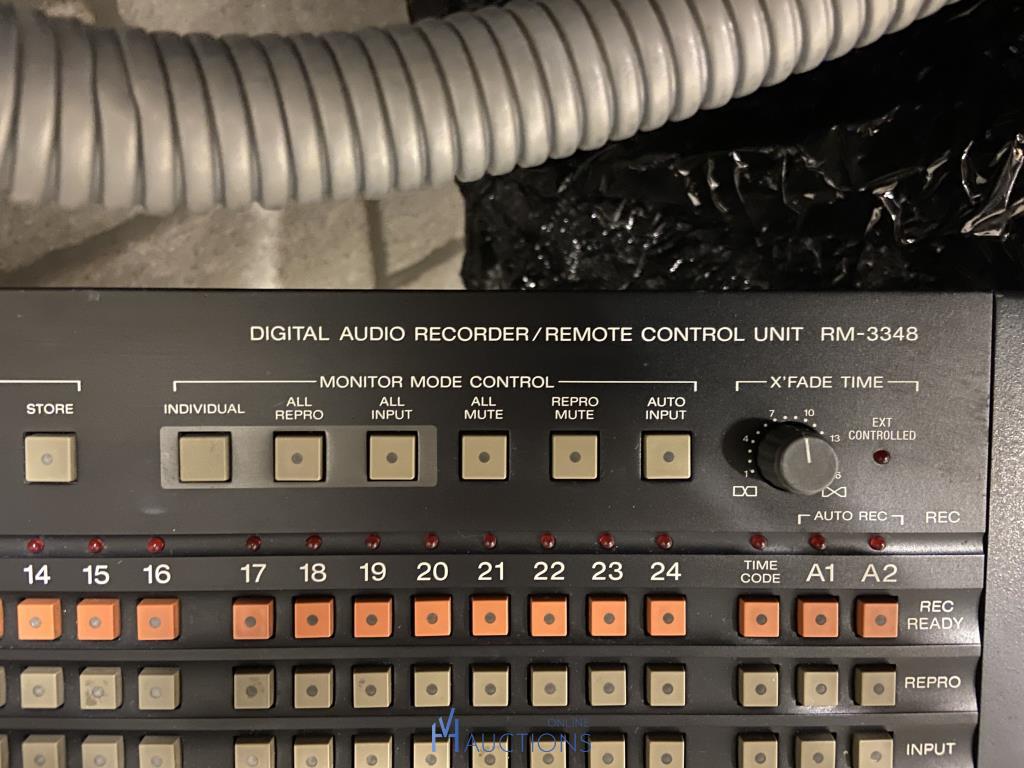 DIGITAL AUDIO RECORDER/REMOTE CONTROL UNIT RM-3348
MONITOR MODE CONTROL
X'FADE TIME
STORE
INDIVIDUAL
ALL
REPRO
ALL
INPUT
ALL
MUTE
REPRO
MUTE
AUTO
INPUT
7 10
4 13
1
EXT
CONTROLLED
AUTO REC REC
14 15 16 17 18 19 20 21 22 23 24
TIME
CODE
A1 A2
REC
READY
REPRO
INPUT
VH ONLINE
AUCTIONS